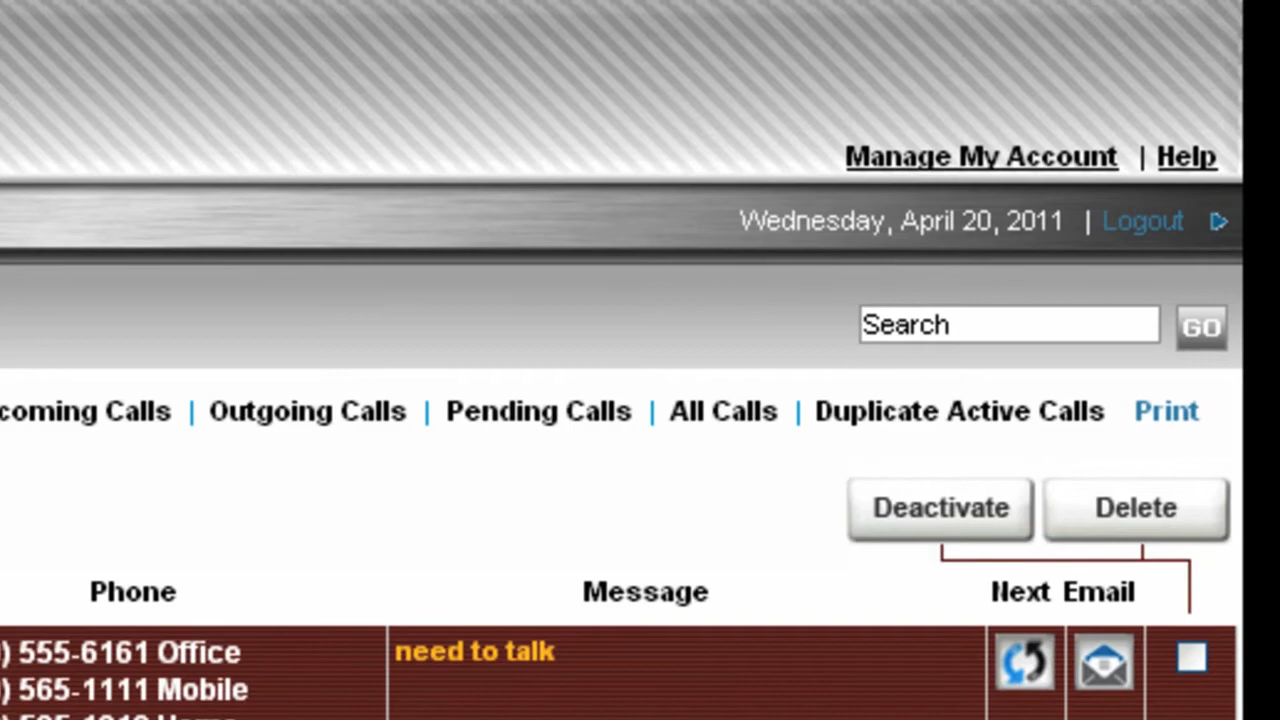 Manage My Account | Help
Wednesday, April 20, 2011 | Logout
Search GO
coming Calls | Outgoing Calls | Pending Calls | All Calls | Duplicate Active Calls Print
Deactivate Delete
Phone Message Next Email
) 555-6161 Office need to talk
) 565-1111 Mobile